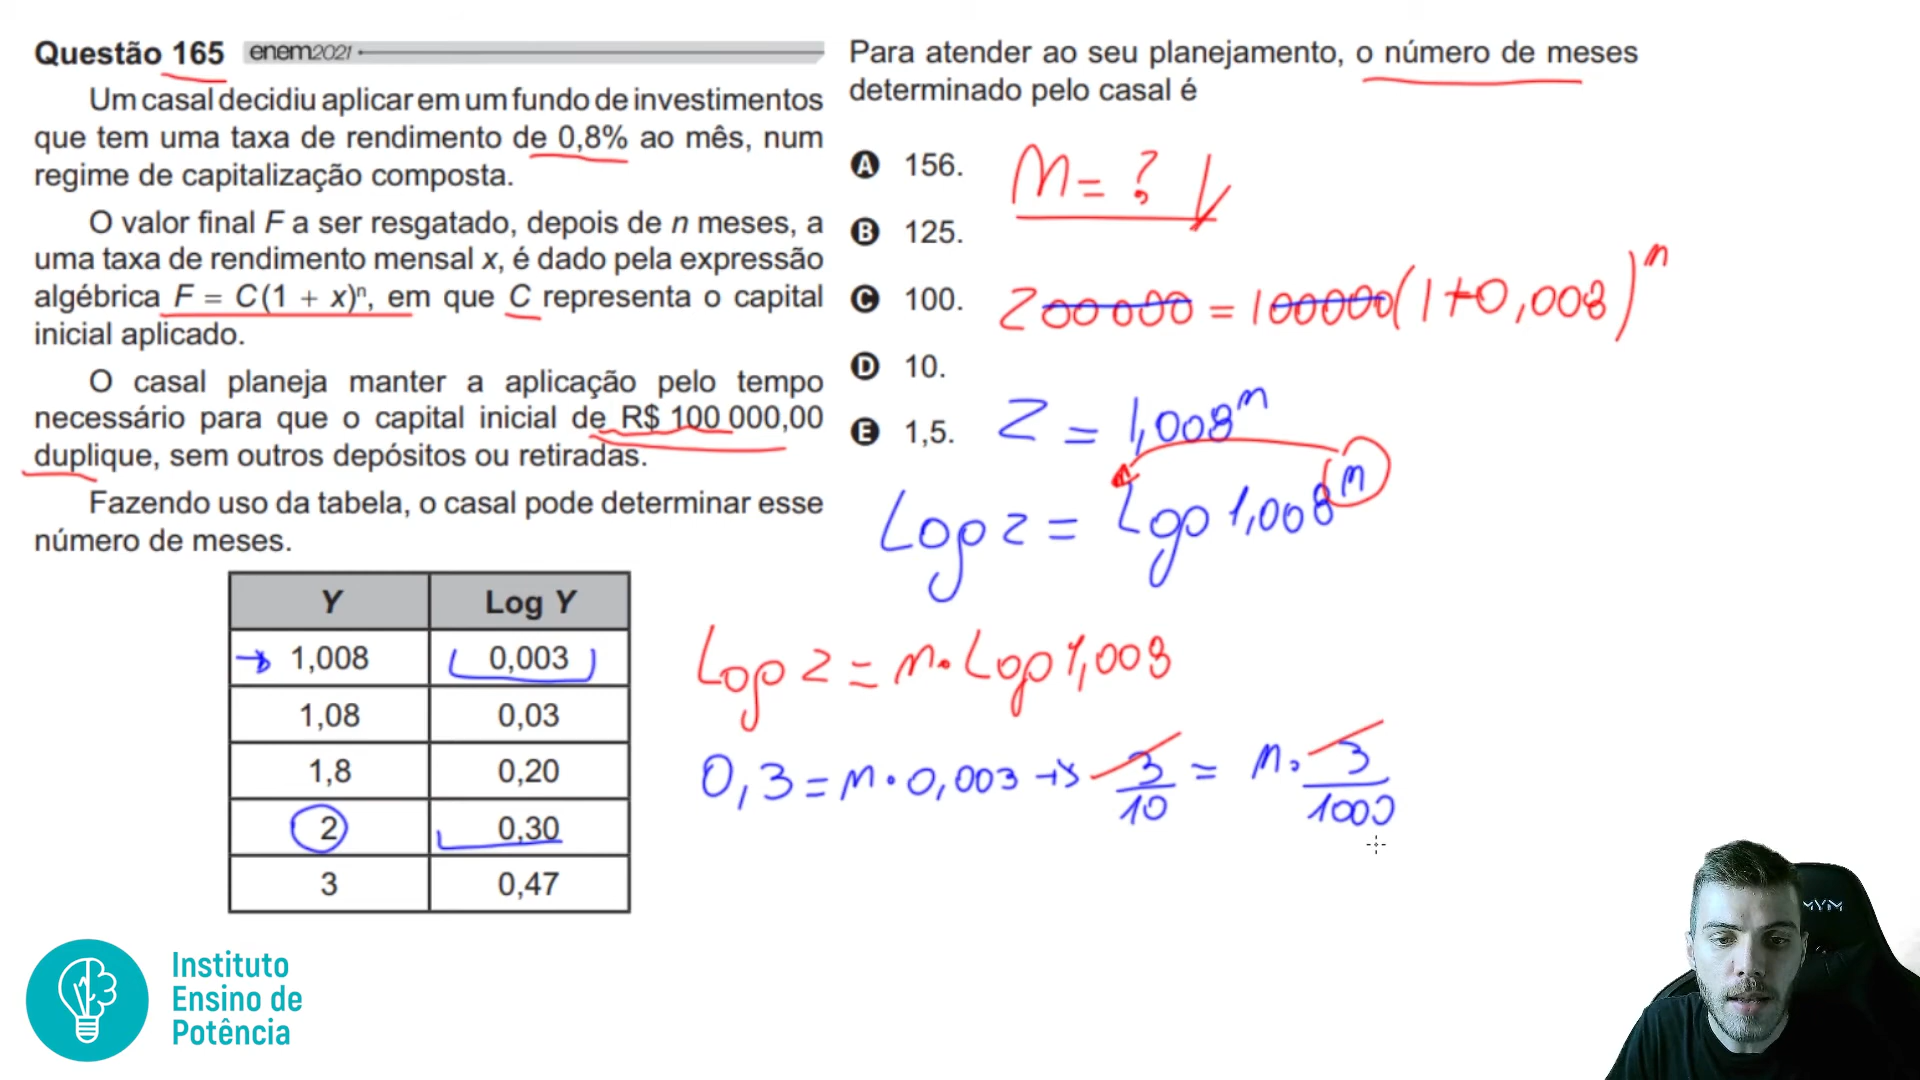 Questão 165 enem2021
Um casal decidiu aplicar em um fundo de investimentos
que tem uma taxa de rendimento de 0,8% ao mês, num
regime de capitalização composta.
O valor final F a ser resgatado, depois de n meses, a
uma taxa de rendimento mensal x, é dado pela expressão
algébrica F = C(1 + x)ⁿ, em que C representa o capital
inicial aplicado.
O casal planeja manter a aplicação pelo tempo
necessário para que o capital inicial de R$ 100 000,00
duplique, sem outros depósitos ou retiradas.
Fazendo uso da tabela, o casal pode determinar esse
número de meses.
Y Log Y
1,008 0,003
1,08 0,03
1,8 0,20
2 0,30
3 0,47
Para atender ao seu planejamento, o número de meses
determinado pelo casal é
A 156.
B 125.
C 100.
D 10.
E 1,5.
n = ?
200000 = 100000(1+0,008)ⁿ
2 = 1,008ⁿ
Log 2 = Log 1,008ⁿ
Log 2 = n. Log 1,008
0,3 = n. 0,003 → 3/10 = n. 3/1000
Instituto
Ensino de
Potência
MYM